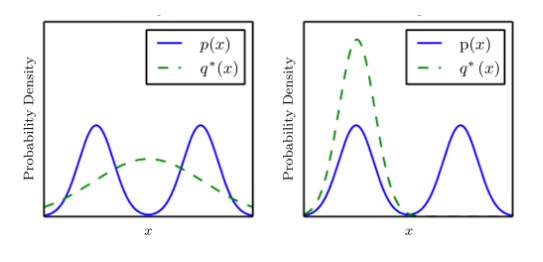 p(x)
q*(x)
Probability Density
x
p(x)
q* (x)
Probability Density
x